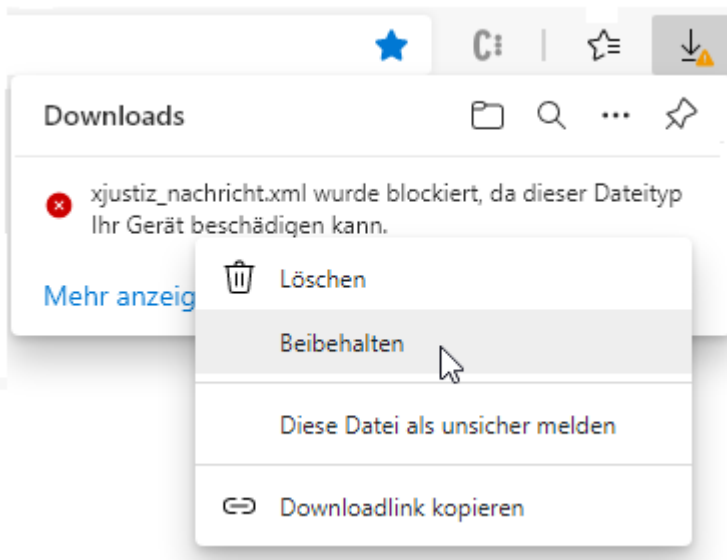 Downloads
xjustiz_nachricht.xml wurde blockiert, da dieser Dateityp
Ihr Gerät beschädigen kann.
Löschen
Mehr anzeig
Beibehalten
Diese Datei als unsicher melden
Downloadlink kopieren